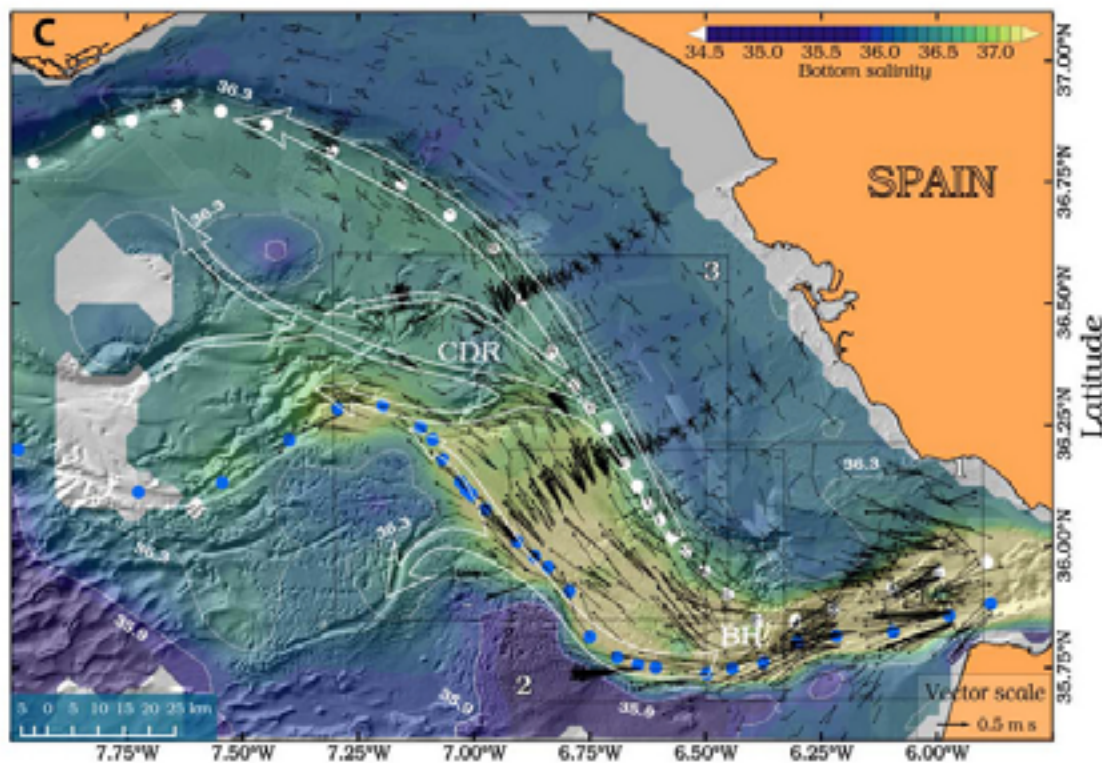 C
34.5 35.0 35.5 36.0 36.5 37.0
Bottom salinity
37.00°N
36.3
SPAIN
36.75°N
36.3
3
36.50°N
CDR
Latitude
36.25°N
36.3
1
36.3
36.3
36.00°N
BH
35.9
2
35.75°N
35.9
35.9
Vector scale
0.5 m s
5 0 5 10 15 20 25 km
7.75°W 7.50°W 7.25°W 7.00°W 6.75°W 6.50°W 6.25°W 6.00°W